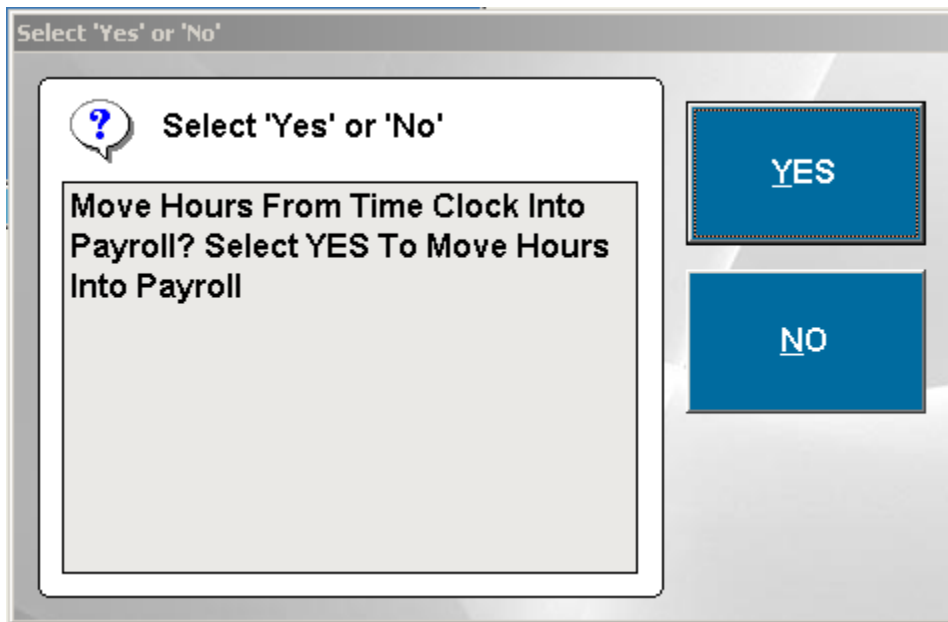 Select 'Yes' or 'No'
Select 'Yes' or 'No'
Move Hours From Time Clock Into
Payroll? Select YES To Move Hours
Into Payroll
YES
NO